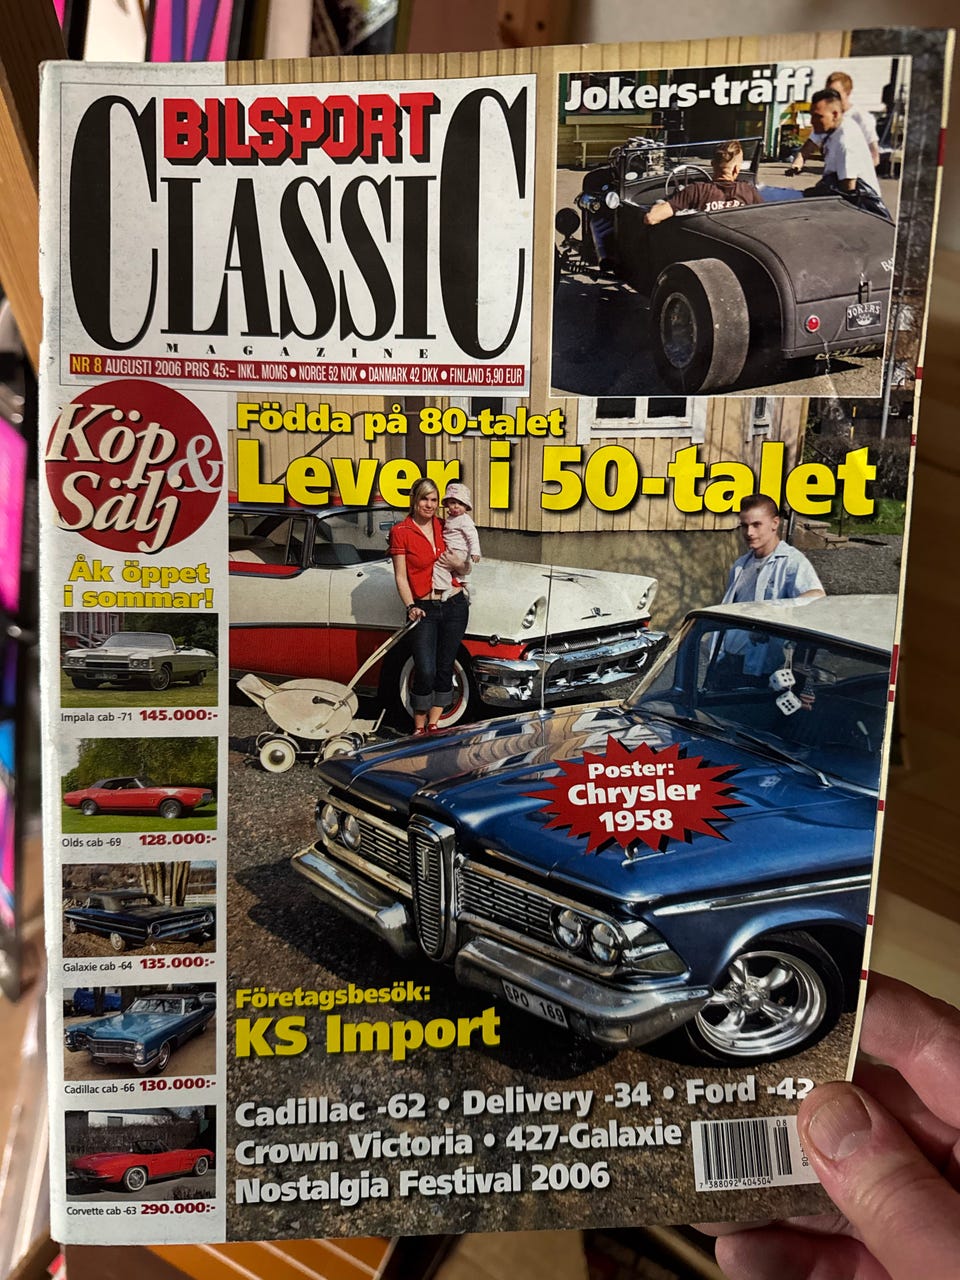 BILSPORT
CLASSIC
MAGAZINE
NR 8 AUGUSTI 2006 PRIS 45:- INKL. MOMS • NORGE 52 NOK • DANMARK 42 DKK • FINLAND 5,90 EUR
Jokers-träff
JOKERS
JOKERS
Köp
& Sälj
Åk öppet
i sommar!
Impala cab -71 145.000:-
Olds cab -69 128.000:-
Galaxie cab -64 135.000:-
Cadillac cab -66 130.000:-
Corvette cab -63 290.000:-
Födda på 80-talet
Lever i 50-talet
Poster:
Chrysler
1958
SPO 169
Företagsbesök:
KS Import
Cadillac -62 • Delivery -34 • Ford -42
Crown Victoria • 427-Galaxie
Nostalgia Festival 2006
08
7 388092 404504